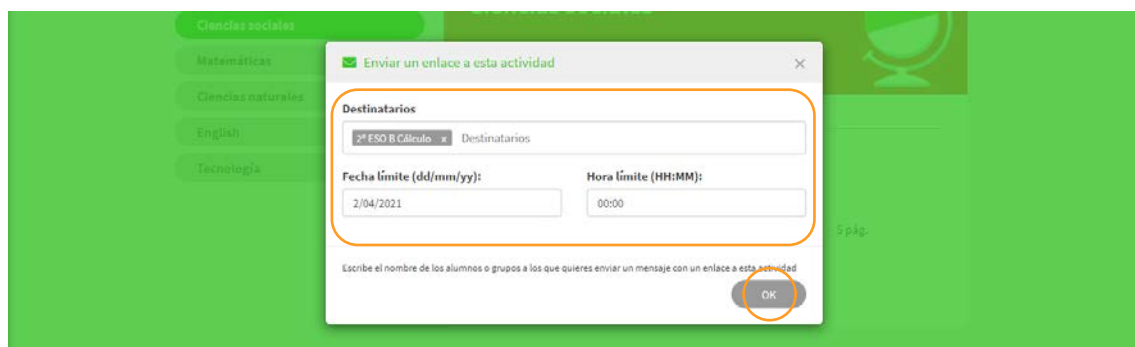 Ciencias sociales
Matemáticas
Ciencias naturales
English
Tecnología
Enviar un enlace a esta actividad ×
Destinatarios
2º ESO B Cálculo x Destinatarios
Fecha límite (dd/mm/yy): Hora límite (HH:MM):
2/04/2021 00:00
5 pág.
Escribe el nombre de los alumnos o grupos a los que quieres enviar un mensaje con un enlace a esta actividad
OK